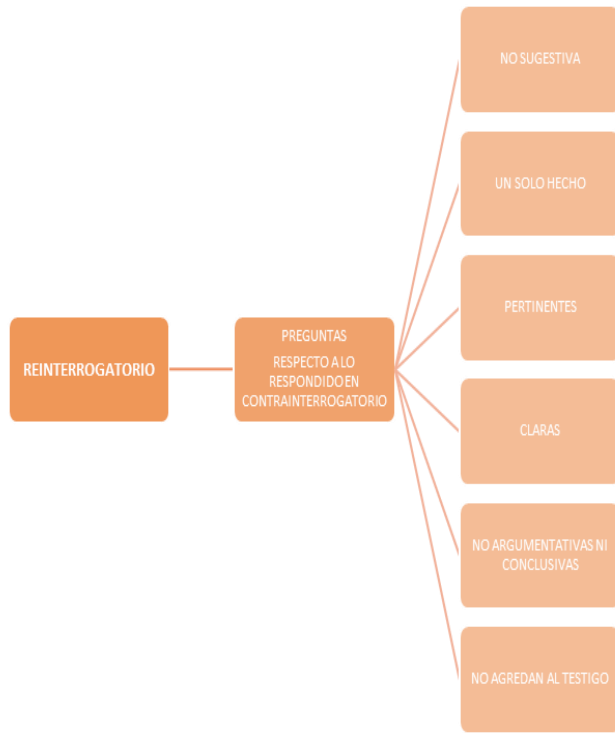 REINTERROGATORIO
PREGUNTAS
RESPECTO A LO
RESPONDIDO EN
CONTRAINTERROGATORIO
NO SUGESTIVA
UN SOLO HECHO
PERTINENTES
CLARAS
NO ARGUMENTATIVAS NI
CONCLUSIVAS
NO AGREDAN AL TESTIGO